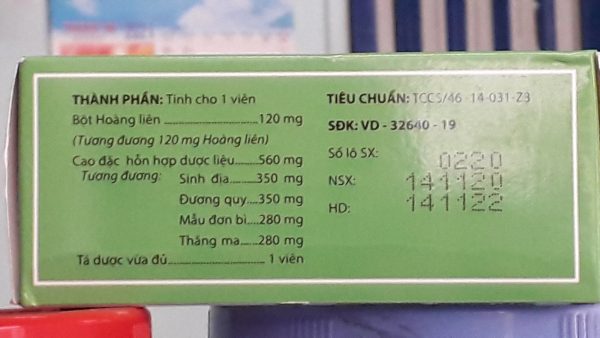 THÀNH PHẦN: Tính cho 1 viên
Bột Hoàng liên ........................ 120 mg
(Tương đương 120 mg Hoàng liên)
Cao đặc hỗn hợp dược liệu ...... 560 mg
Tương đương: Sinh địa ...... 350 mg
Đương quy .... 350 mg
Mẫu đơn bì .... 280 mg
Thăng ma ...... 280 mg
Tá dược vừa đủ ........................ 1 viên
TIÊU CHUẨN: TCCS/46 -14-031-Z3
SĐK: VD - 32640 - 19
Số lô SX: 0220
NSX: 141120
HD: 141122